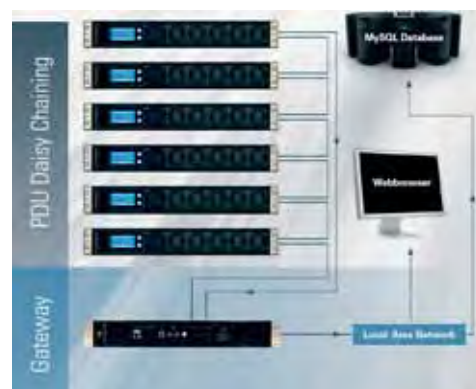 PDU Daisy Chaining
MySQL Database
Webbrowser
Gateway
Local Area Network